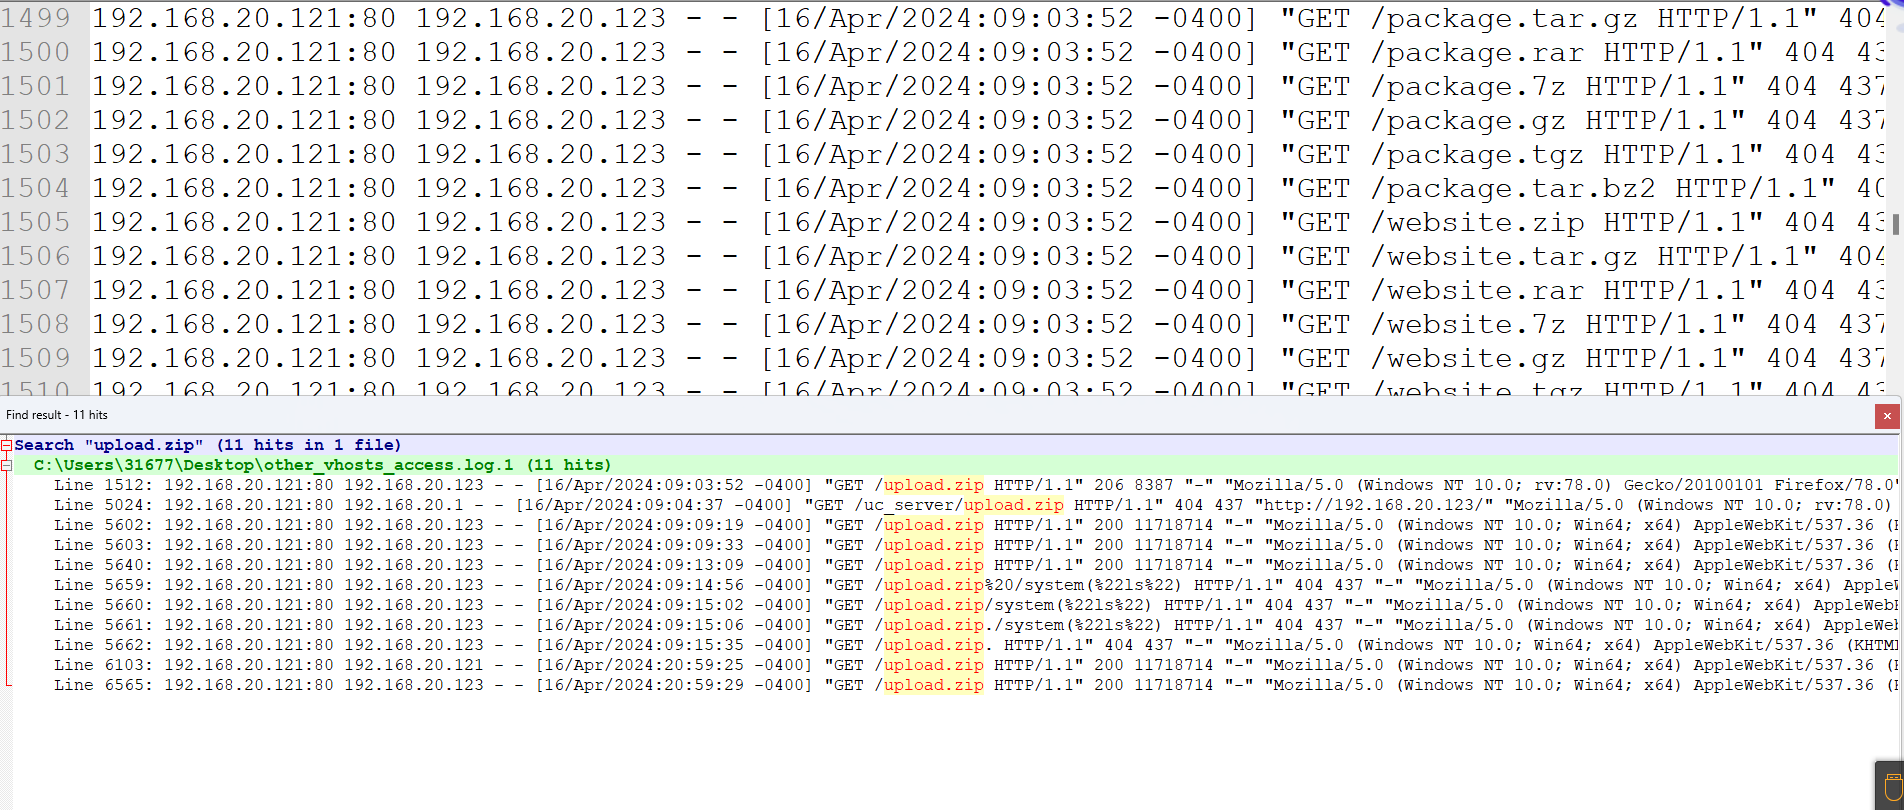 1499 192.168.20.121:80 192.168.20.123 - - [16/Apr/2024:09:03:52 -0400] "GET /package.tar.gz HTTP/1.1" 404
1500 192.168.20.121:80 192.168.20.123 - - [16/Apr/2024:09:03:52 -0400] "GET /package.rar HTTP/1.1" 404 43
1501 192.168.20.121:80 192.168.20.123 - - [16/Apr/2024:09:03:52 -0400] "GET /package.7z HTTP/1.1" 404 437
1502 192.168.20.121:80 192.168.20.123 - - [16/Apr/2024:09:03:52 -0400] "GET /package.gz HTTP/1.1" 404 437
1503 192.168.20.121:80 192.168.20.123 - - [16/Apr/2024:09:03:52 -0400] "GET /package.tgz HTTP/1.1" 404 43
1504 192.168.20.121:80 192.168.20.123 - - [16/Apr/2024:09:03:52 -0400] "GET /package.tar.bz2 HTTP/1.1" 40
1505 192.168.20.121:80 192.168.20.123 - - [16/Apr/2024:09:03:52 -0400] "GET /website.zip HTTP/1.1" 404 43
1506 192.168.20.121:80 192.168.20.123 - - [16/Apr/2024:09:03:52 -0400] "GET /website.tar.gz HTTP/1.1" 404
1507 192.168.20.121:80 192.168.20.123 - - [16/Apr/2024:09:03:52 -0400] "GET /website.rar HTTP/1.1" 404 43
1508 192.168.20.121:80 192.168.20.123 - - [16/Apr/2024:09:03:52 -0400] "GET /website.7z HTTP/1.1" 404 437
1509 192.168.20.121:80 192.168.20.123 - - [16/Apr/2024:09:03:52 -0400] "GET /website.gz HTTP/1.1" 404 437
1510 192.168.20.121:80 192.168.20.123 - - [16/Apr/2024:09:03:52 -0400] "GET /website.tgz HTTP/1.1" 404 43
Find result - 11 hits
Search "upload.zip" (11 hits in 1 file)
C:\Users\31677\Desktop\other_vhosts_access.log.1 (11 hits)
Line 1512: 192.168.20.121:80 192.168.20.123 - - [16/Apr/2024:09:03:52 -0400] "GET /upload.zip HTTP/1.1" 206 8387 "-" "Mozilla/5.0 (Windows NT 10.0; rv:78.0) Gecko/20100101 Firefox/78.0"
Line 5024: 192.168.20.121:80 192.168.20.1 - - [16/Apr/2024:09:04:37 -0400] "GET /uc_server/upload.zip HTTP/1.1" 404 437 "http://192.168.20.123/" "Mozilla/5.0 (Windows NT 10.0; rv:78.0)
Line 5602: 192.168.20.121:80 192.168.20.123 - - [16/Apr/2024:09:09:19 -0400] "GET /upload.zip HTTP/1.1" 200 11718714 "-" "Mozilla/5.0 (Windows NT 10.0; Win64; x64) AppleWebKit/537.36 (K
Line 5603: 192.168.20.121:80 192.168.20.123 - - [16/Apr/2024:09:09:33 -0400] "GET /upload.zip HTTP/1.1" 200 11718714 "-" "Mozilla/5.0 (Windows NT 10.0; Win64; x64) AppleWebKit/537.36 (K
Line 5640: 192.168.20.121:80 192.168.20.123 - - [16/Apr/2024:09:13:09 -0400] "GET /upload.zip HTTP/1.1" 200 11718714 "-" "Mozilla/5.0 (Windows NT 10.0; Win64; x64) AppleWebKit/537.36 (K
Line 5659: 192.168.20.121:80 192.168.20.123 - - [16/Apr/2024:09:14:56 -0400] "GET /upload.zip%20/system(%22ls%22) HTTP/1.1" 404 437 "-" "Mozilla/5.0 (Windows NT 10.0; Win64; x64) AppleW
Line 5660: 192.168.20.121:80 192.168.20.123 - - [16/Apr/2024:09:15:02 -0400] "GET /upload.zip/system(%22ls%22) HTTP/1.1" 404 437 "-" "Mozilla/5.0 (Windows NT 10.0; Win64; x64) AppleWebK
Line 5661: 192.168.20.121:80 192.168.20.123 - - [16/Apr/2024:09:15:06 -0400] "GET /upload.zip./system(%22ls%22) HTTP/1.1" 404 437 "-" "Mozilla/5.0 (Windows NT 10.0; Win64; x64) AppleWeb
Line 5662: 192.168.20.121:80 192.168.20.123 - - [16/Apr/2024:09:15:35 -0400] "GET /upload.zip. HTTP/1.1" 404 437 "-" "Mozilla/5.0 (Windows NT 10.0; Win64; x64) AppleWebKit/537.36 (KHTM
Line 6103: 192.168.20.121:80 192.168.20.121 - - [16/Apr/2024:20:59:25 -0400] "GET /upload.zip HTTP/1.1" 200 11718714 "-" "Mozilla/5.0 (Windows NT 10.0; Win64; x64) AppleWebKit/537.36 (K
Line 6565: 192.168.20.121:80 192.168.20.123 - - [16/Apr/2024:20:59:29 -0400] "GET /upload.zip HTTP/1.1" 200 11718714 "-" "Mozilla/5.0 (Windows NT 10.0; Win64; x64) AppleWebKit/537.36 (K